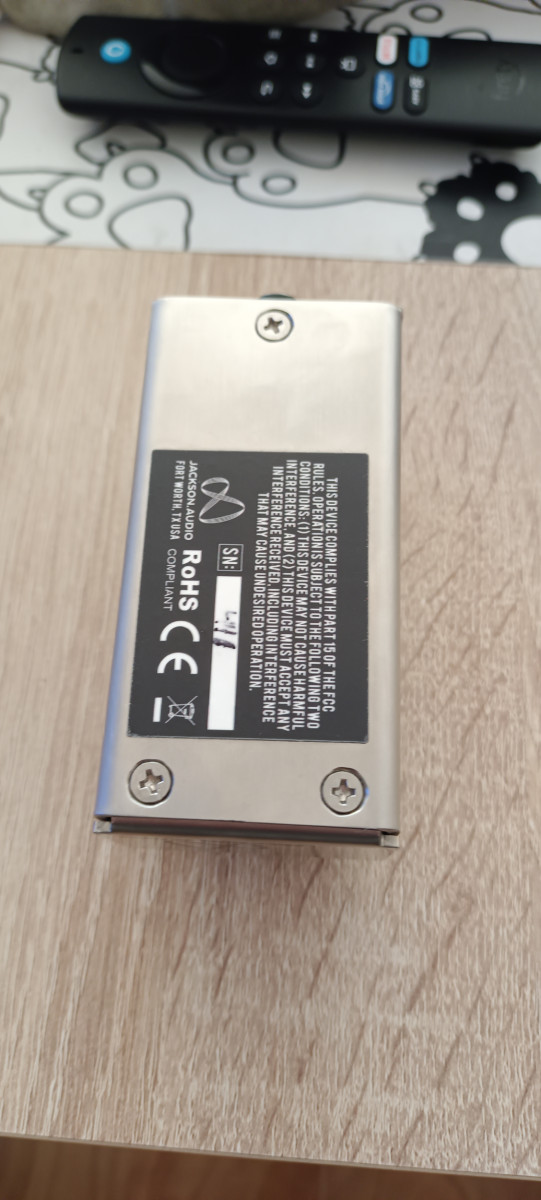 THIS DEVICE COMPLIES WITH PART 15 OF THE FCC
RULES. OPERATION IS SUBJECT TO THE FOLLOWING TWO
CONDITIONS: (1) THIS DEVICE MAY NOT CAUSE HARMFUL
INTERFERENCE, AND (2) THIS DEVICE MUST ACCEPT ANY
INTERFERENCE RECEIVED, INCLUDING INTERFERENCE
THAT MAY CAUSE UNDESIRED OPERATION.
SN:
JACKSON.AUDIO
FORT WORTH, TX USA
RoHS
COMPLIANT
CE